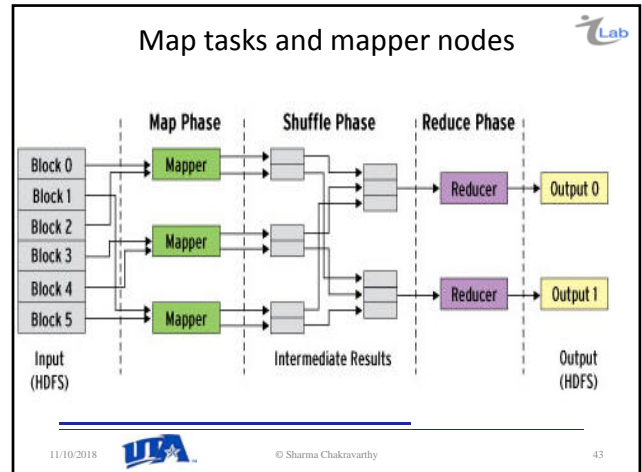 Map tasks and mapper nodes
iLab
Map Phase
Shuffle Phase
Reduce Phase
Block 0
Block 1
Block 2
Block 3
Block 4
Block 5
Mapper
Mapper
Mapper
Reducer
Reducer
Output 0
Output 1
Input
(HDFS)
Intermediate Results
Output
(HDFS)
11/10/2018
UTA
© Sharma Chakravarthy
43